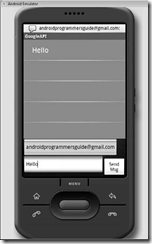 Android Emulator
androidprogrammersguide@gmail.com:
GoogleAPI
Hello
androidprogrammersguide@gmail.com
Hello
Send
Msg
MENU